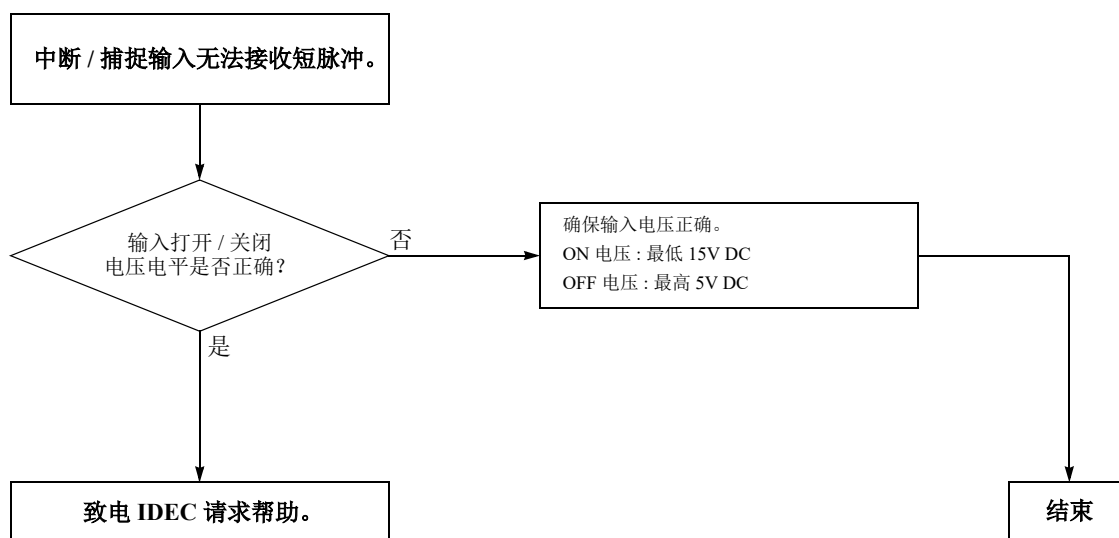 中断 / 捕捉输入无法接收短脉冲。
输入打开 / 关闭
电压电平是否正确？
否
确保输入电压正确。
ON 电压 : 最低 15V DC
OFF 电压 : 最高 5V DC
是
致电 IDEC 请求帮助。
结束